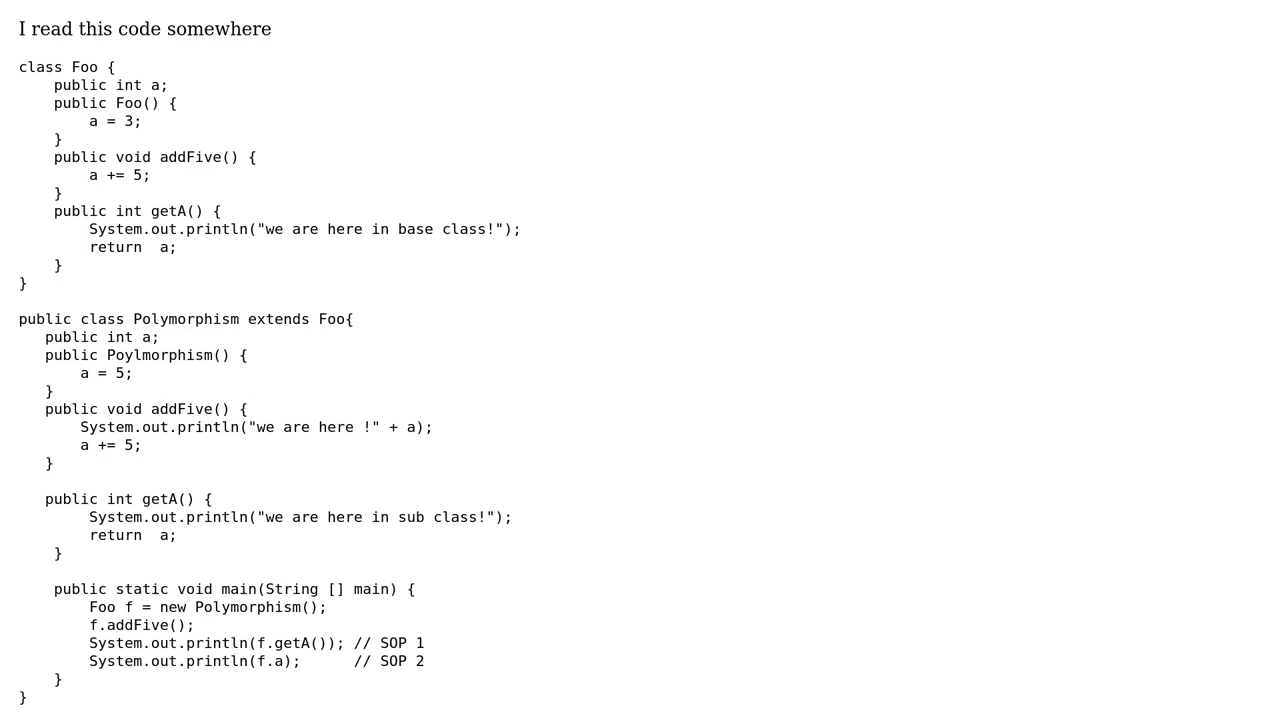 I read this code somewhere
class Foo {
    public int a;
    public Foo() {
        a = 3;
    }
    public void addFive() {
        a += 5;
    }
    public int getA() {
        System.out.println("we are here in base class!");
        return  a;
    }
}

public class Polymorphism extends Foo{
   public int a;
   public Poylmorphism() {
       a = 5;
   }
   public void addFive() {
       System.out.println("we are here !" + a);
       a += 5;
   }

   public int getA() {
        System.out.println("we are here in sub class!");
        return  a;
    }

    public static void main(String [] main) {
        Foo f = new Polymorphism();
        f.addFive();
        System.out.println(f.getA()); // SOP 1
        System.out.println(f.a);      // SOP 2
    }
}